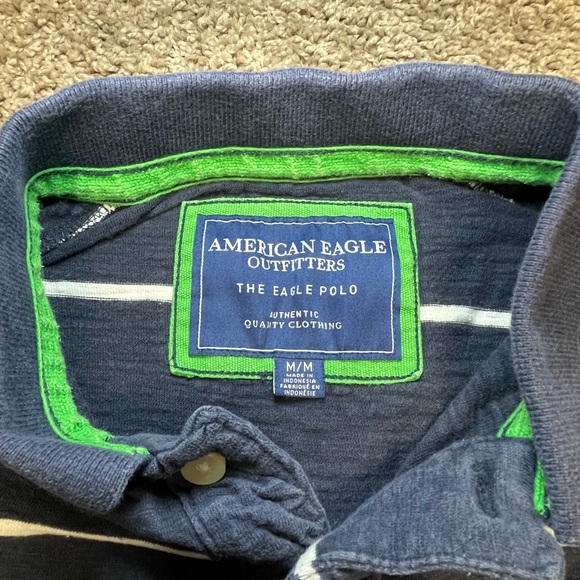 AMERICAN EAGLE
OUTFITTERS
THE EAGLE POLO
AUTHENTIC
QUALITY CLOTHING
M/M
MADE IN
INDONESIA
FABRIQUÉ EN
INDONÉSIE